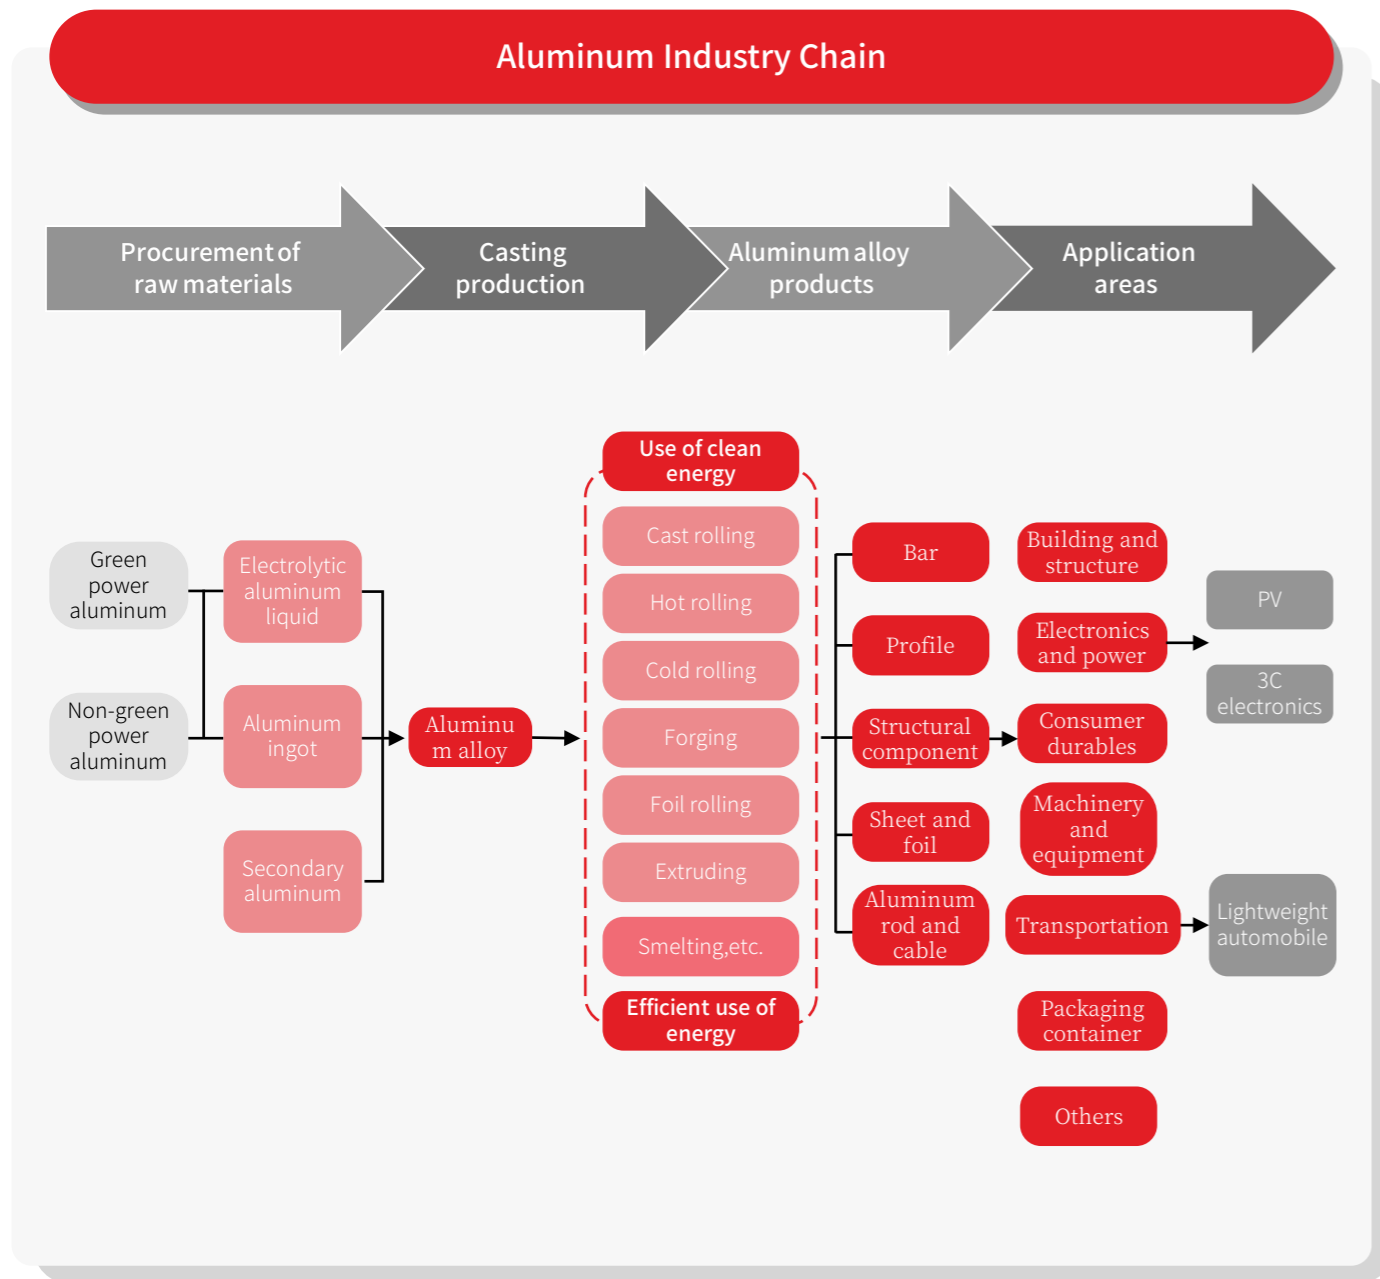 Aluminum Industry Chain
Procurement of
raw materials
Casting
production
Aluminum alloy
products
Application
areas
Green
power
aluminum
Non-green
power
aluminum
Electrolytic
aluminum
liquid
Aluminum
ingot
Secondary
aluminum
Aluminu
m alloy
Use of clean
energy
Cast rolling
Hot rolling
Cold rolling
Forging
Foil rolling
Extruding
Smelting,etc.
Efficient use of
energy
Bar
Profile
Structural
component
Sheet and
foil
Aluminum
rod and
cable
Building and
structure
Electronics
and power
Consumer
durables
Machinery
and
equipment
Transportation
Packaging
container
Others
PV
3C
electronics
Lightweight
automobile